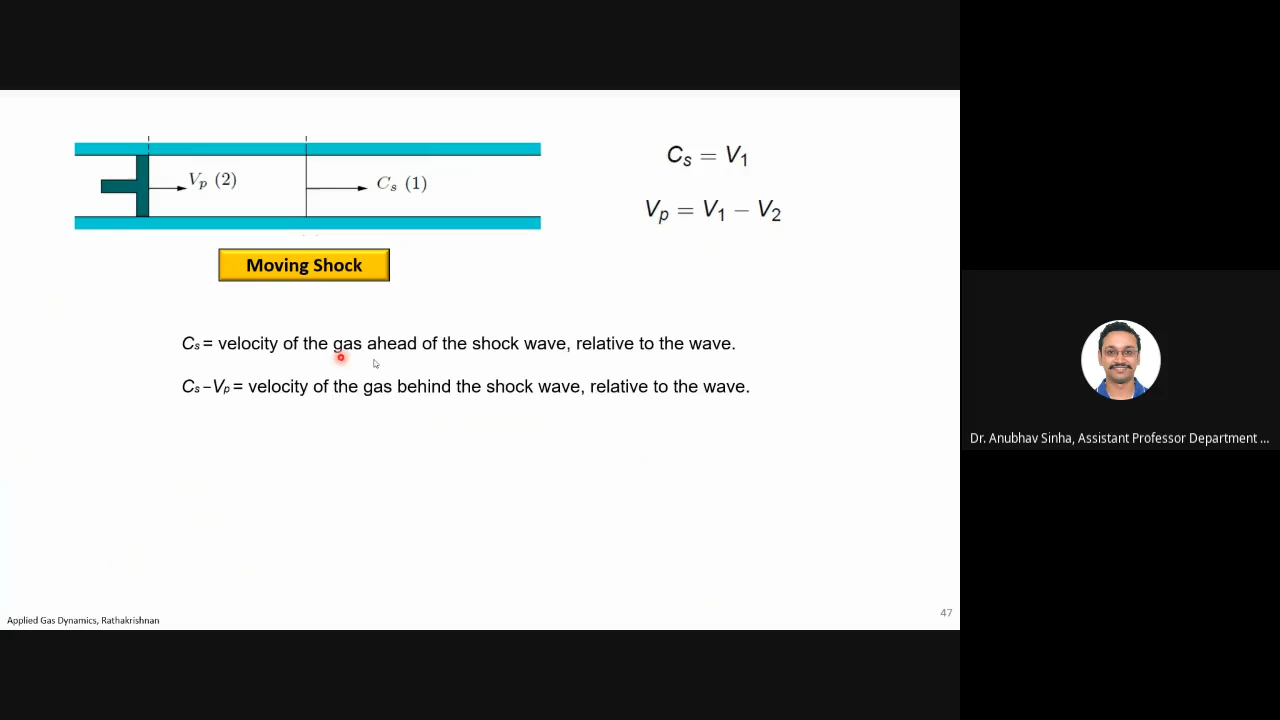 Vp (2)
Cs (1)
Cs = V1
Vp = V1 − V2
Moving Shock
Cs = velocity of the gas ahead of the shock wave, relative to the wave.
Cs − Vp = velocity of the gas behind the shock wave, relative to the wave.
Applied Gas Dynamics, Rathakrishnan
47
Dr. Anubhav Sinha, Assistant Professor Department ...